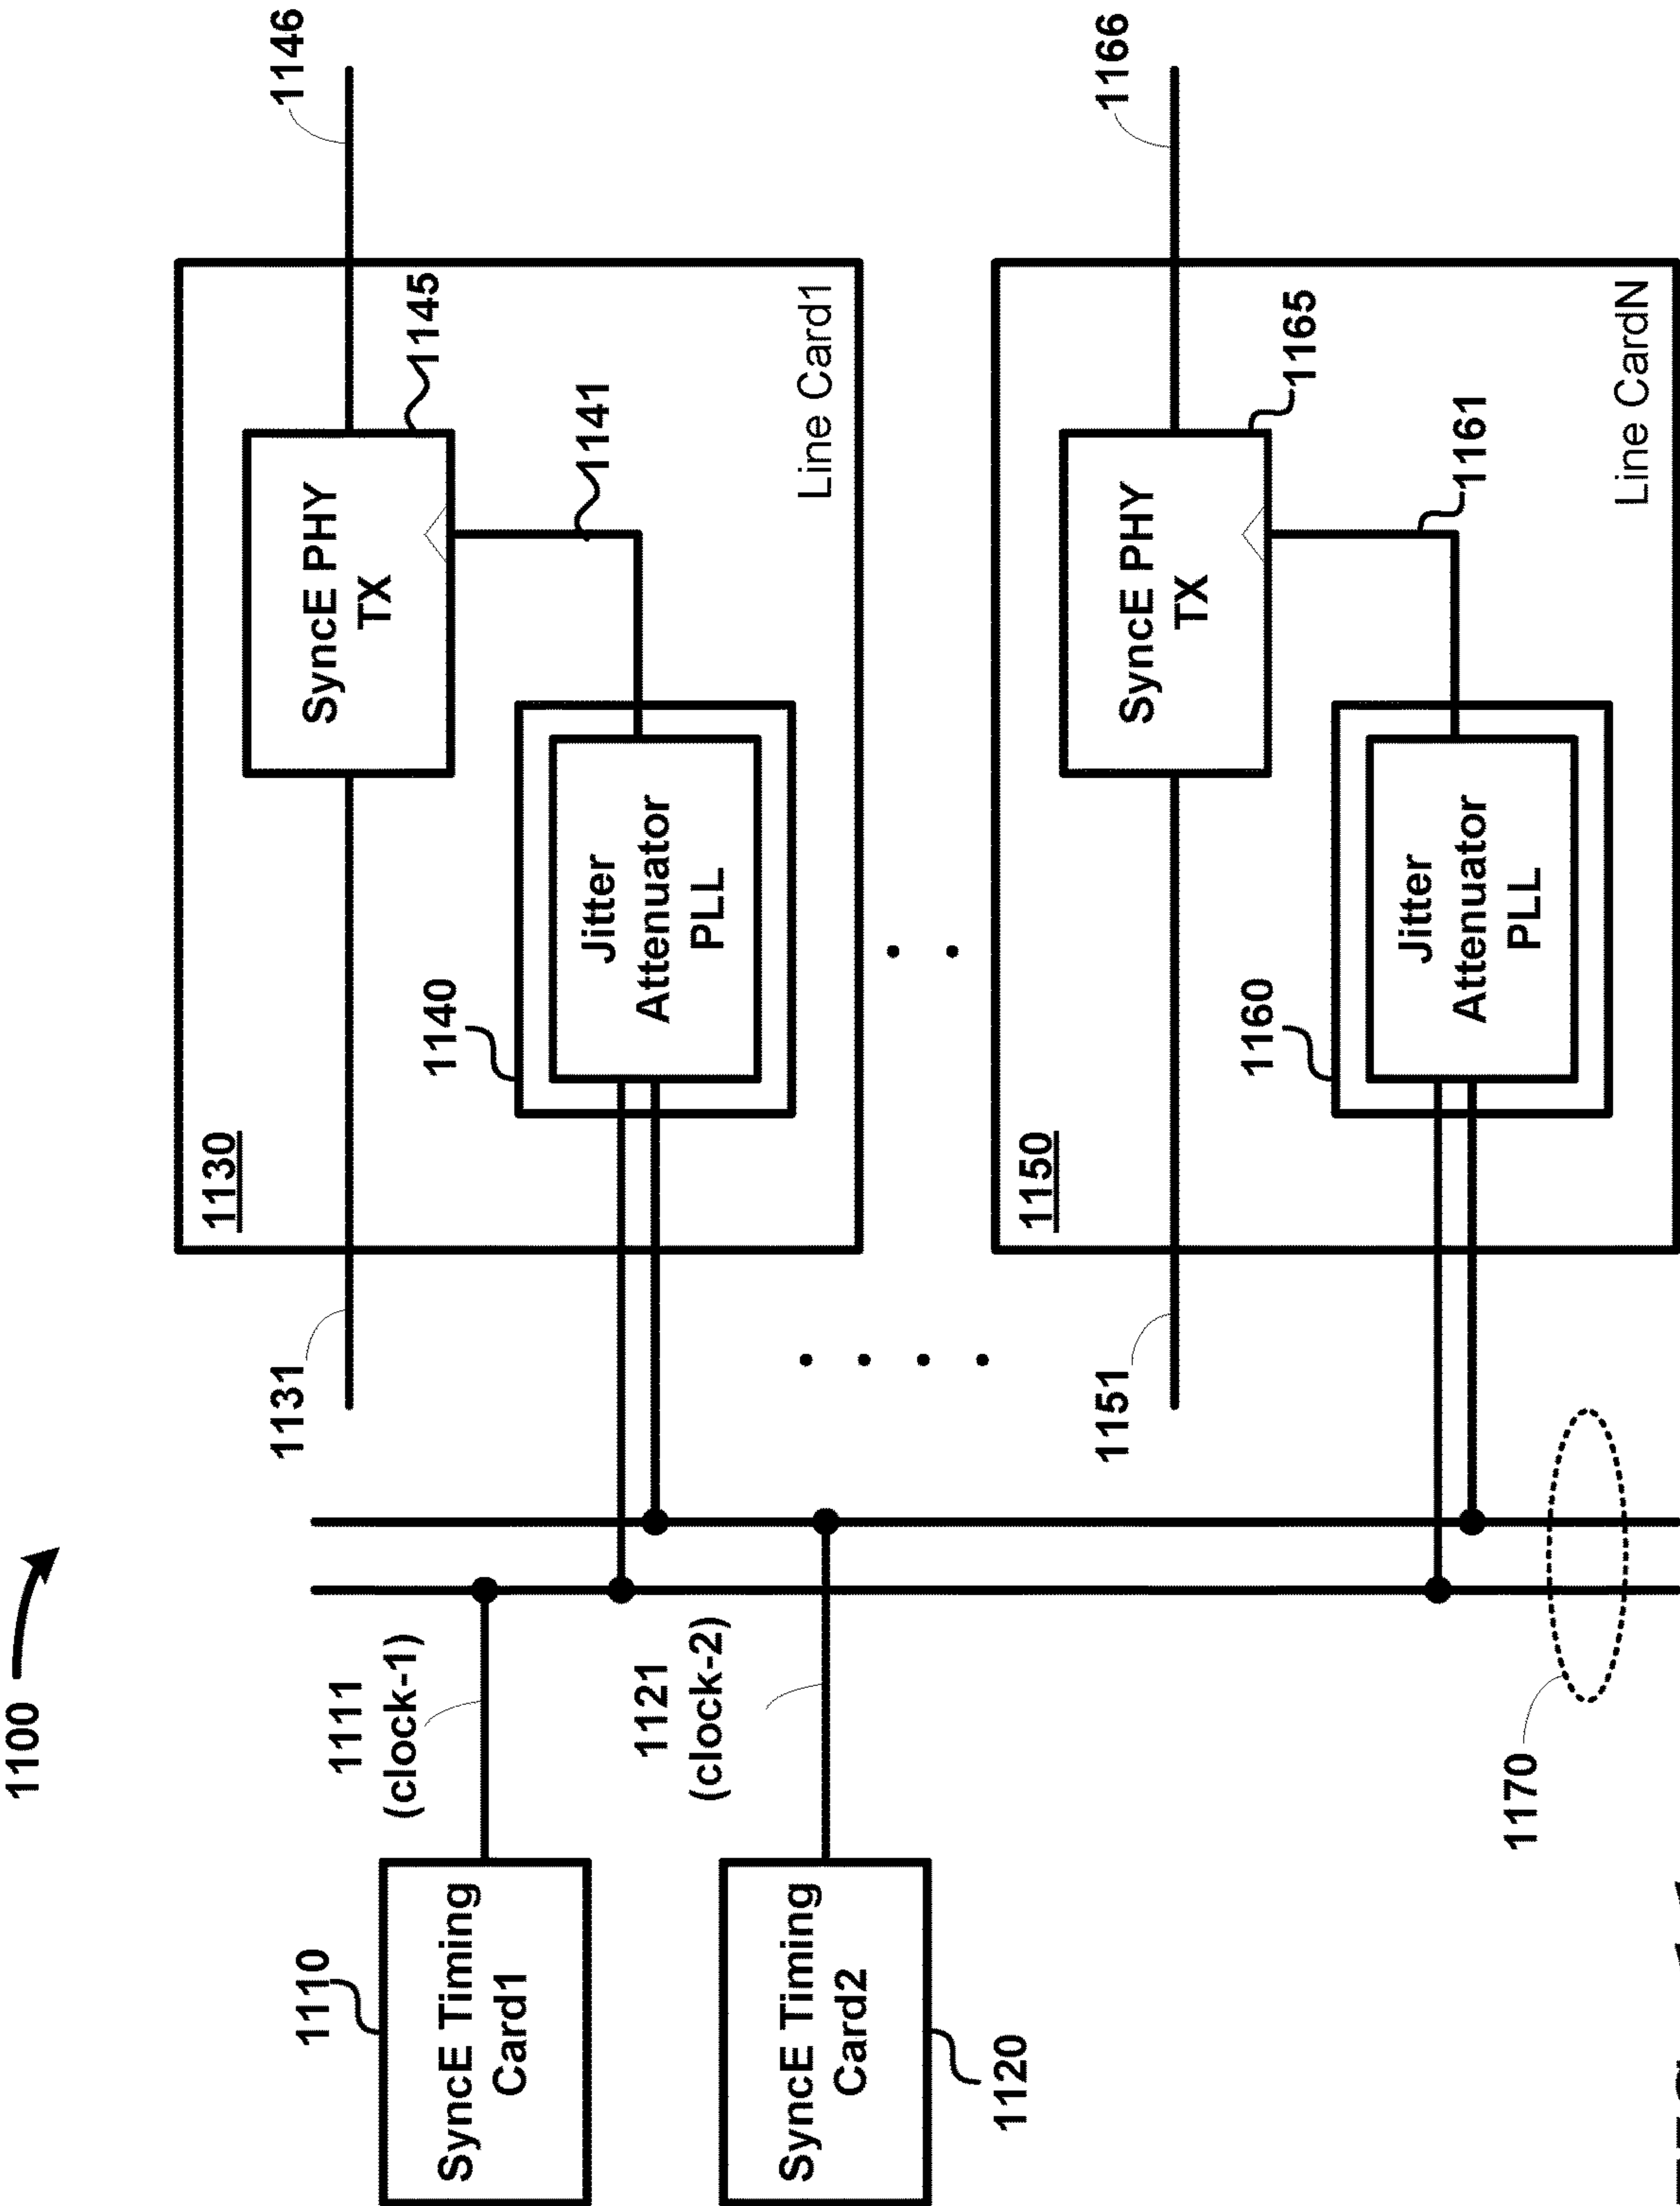 1100
1110
SyncE Timing
Card1
1111
(clock-1)
SyncE Timing
Card2
1120
1121
(clock-2)
1170
1131
1130
1140
Jitter
Attenuator
PLL
SyncE PHY
TX
1145
1141
1146
Line Card1
1151
1150
1160
Jitter
Attenuator
PLL
SyncE PHY
TX
1165
1161
1166
Line CardN